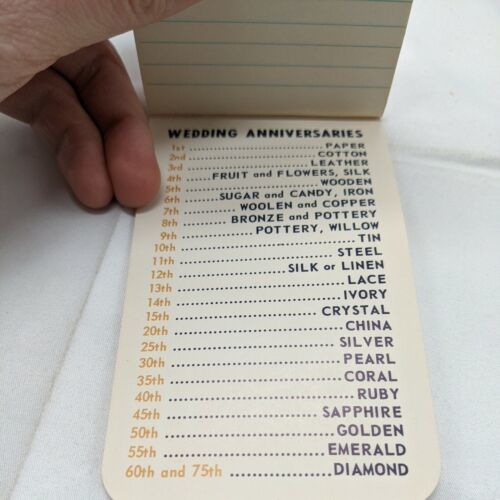 WEDDING ANNIVERSARIES
1st ........................................ PAPER
2nd ........................................ COTTON
3rd ........................................ LEATHER
4th .............. FRUIT and FLOWERS, SILK
5th ........................................ WOODEN
6th .............. SUGAR and CANDY, IRON
7th .................. WOOLEN and COPPER
8th ................ BRONZE and POTTERY
9th ...................... POTTERY, WILLOW
10th ........................................ TIN
11th ........................................ STEEL
12th ........................ SILK or LINEN
13th ........................................ LACE
14th ........................................ IVORY
15th .................................... CRYSTAL
20th ........................................ CHINA
25th ...................................... SILVER
30th ........................................ PEARL
35th ........................................ CORAL
40th ........................................ RUBY
45th .................................. SAPPHIRE
50th .................................... GOLDEN
55th .................................. EMERALD
60th and 75th ...................... DIAMOND